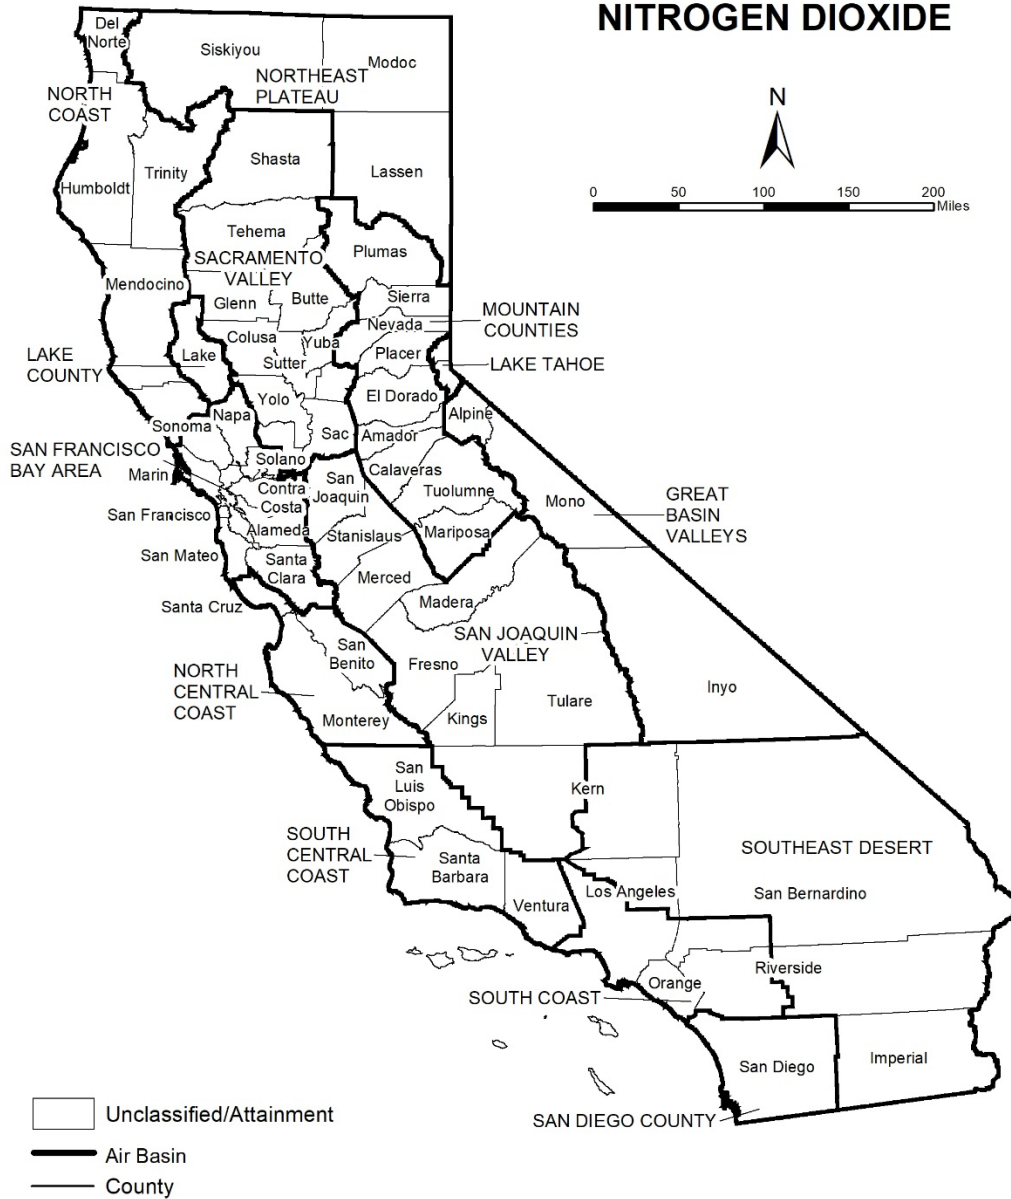 NITROGEN DIOXIDE
Del
Norte
Siskiyou
Modoc
NORTHEAST
PLATEAU
NORTH
COAST
N
0 50 100 150 200
Miles
Shasta
Trinity
Lassen
Humboldt
Tehema
Plumas
SACRAMENTO
VALLEY
Mendocino
Glenn
Butte
Sierra
MOUNTAIN
COUNTIES
Nevada
Colusa
Yuba
Sutter
Placer
LAKE
COUNTY
Lake
LAKE TAHOE
Yolo
El Dorado
Napa
Alpine
Sonoma
Sac
Amador
SAN FRANCISCO
BAY AREA
Solano
Marin
Calaveras
San
Joaquin
Contra
Costa
Tuolumne
Mono
GREAT
BASIN
VALLEYS
San Francisco
Alameda
Stanislaus
Mariposa
San Mateo
Santa
Clara
Merced
Santa Cruz
Madera
SAN JOAQUIN
VALLEY
San
Benito
Fresno
NORTH
CENTRAL
COAST
Inyo
Tulare
Monterey
Kings
San
Luis
Obispo
Kern
SOUTH
CENTRAL
COAST
Santa
Barbara
SOUTHEAST DESERT
Los Angeles
San Bernardino
Ventura
Riverside
Orange
SOUTH COAST
San Diego
Imperial
SAN DIEGO COUNTY
Unclassified/Attainment
Air Basin
County